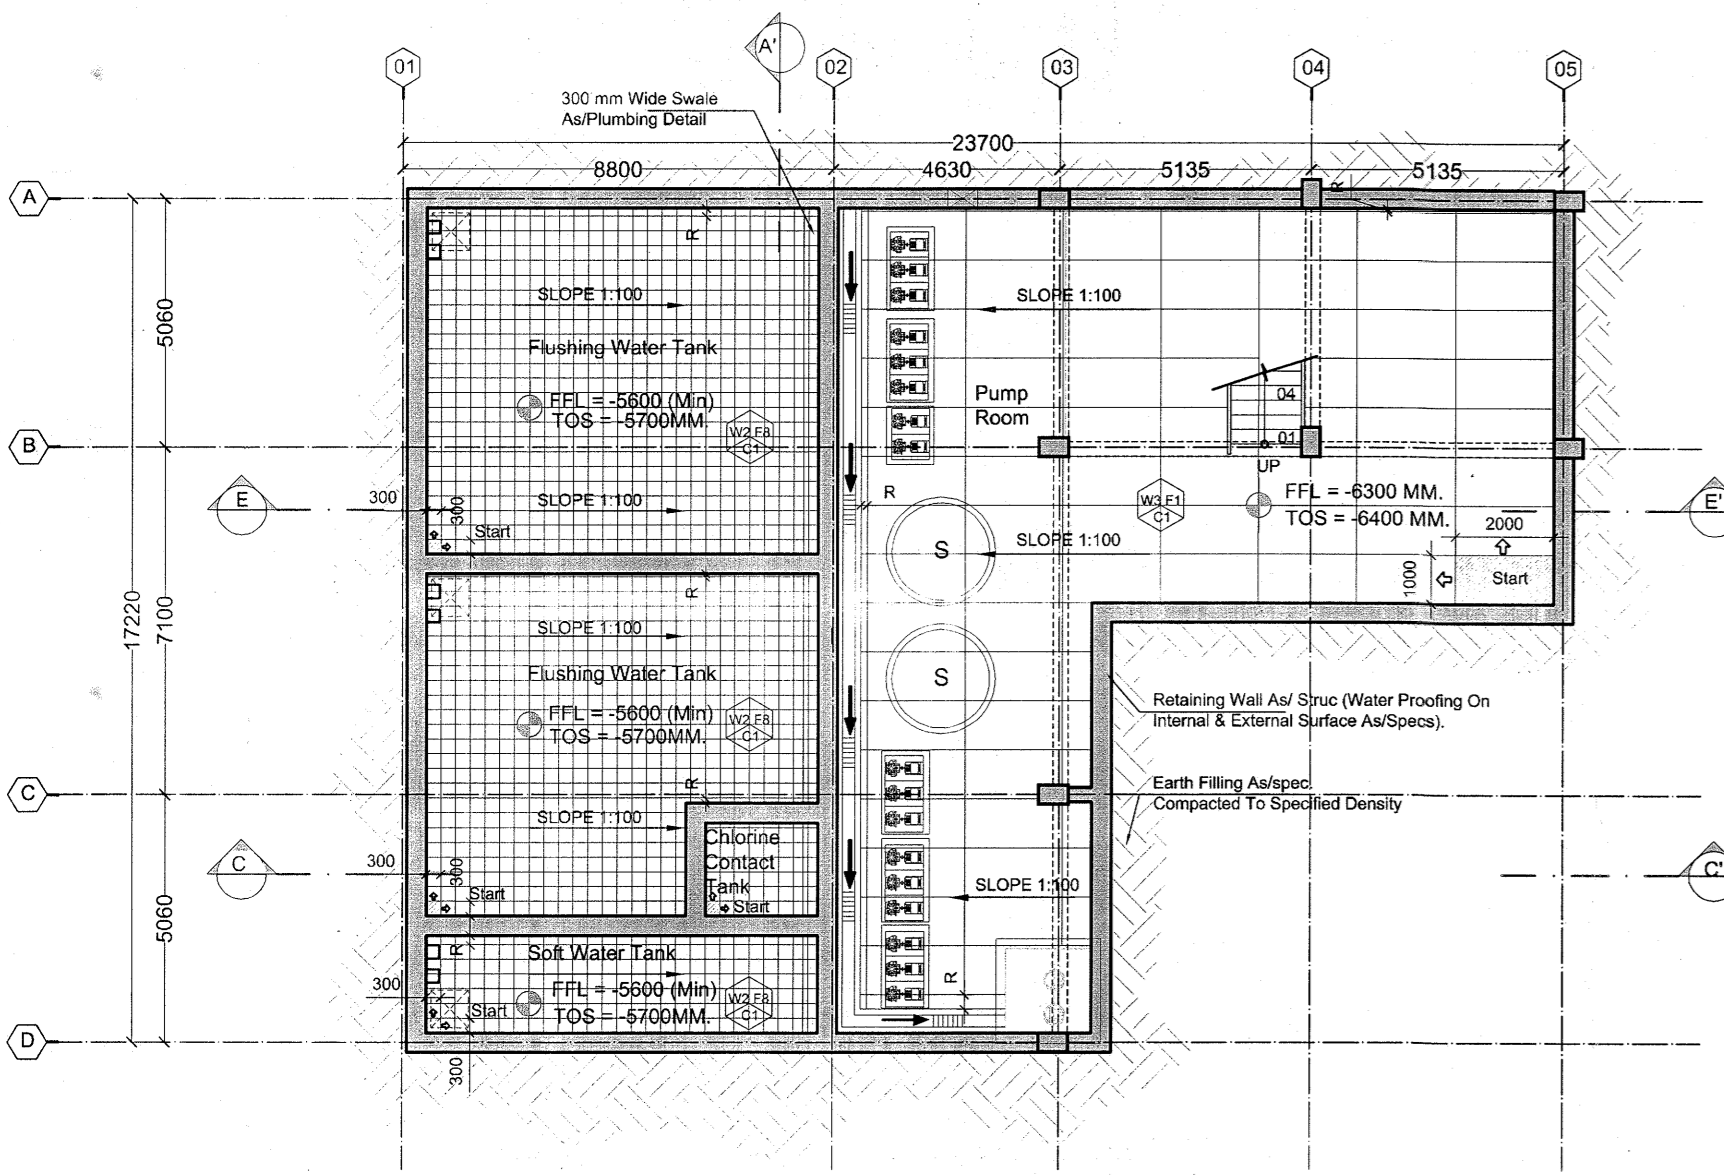 A'
01
02
03
04
05
300 mm Wide Swale
As/Plumbing Detail
23700
8800
4630
5135
5135
A
R
R
5060
SLOPE 1:100
SLOPE 1:100
Flushing Water Tank
Pump
Room
FFL = -5600 (Min)
TOS = -5700MM.
W2 F8
C1
04
01
UP
B
E
300
300
SLOPE 1:100
Start
R
W3 F1
C1
FFL = -6300 MM.
TOS = -6400 MM.
E'
2000
S
SLOPE 1:100
1000
Start
17220
7100
R
SLOPE 1:100
Flushing Water Tank
S
FFL = -5600 (Min)
TOS = -5700MM.
W2 F8
C1
Retaining Wall As/ Struc (Water Proofing On
Internal & External Surface As/Specs).
R
C
Earth Filling As/spec.
Compacted To Specified Density
SLOPE 1:100
Chlorine
Contact
Tank
Start
C
300
300
Start
SLOPE 1:100
C'
5060
R
Soft Water Tank
FFL = -5600 (Min)
TOS = -5700MM.
W2 F8
C1
R
300
Start
D
300